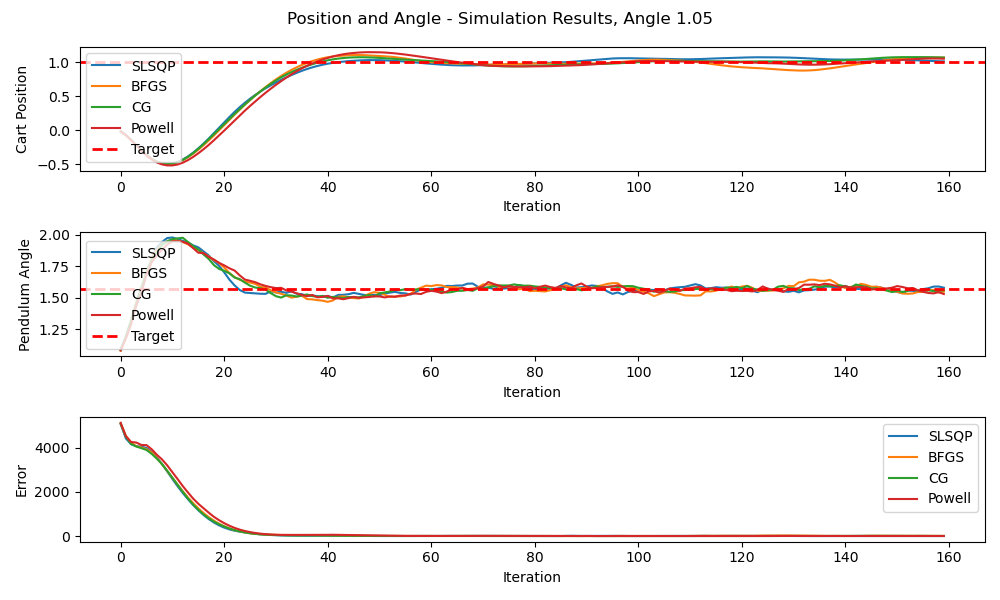 Position and Angle - Simulation Results, Angle 1.05
Cart Position
1.0
0.5
0.0
−0.5
SLSQP
BFGS
CG
Powell
Target
0 20 40 60 80 100 120 140 160
Iteration
Pendulum Angle
2.00
1.75
1.50
1.25
SLSQP
BFGS
CG
Powell
Target
0 20 40 60 80 100 120 140 160
Iteration
Error
4000
2000
0
SLSQP
BFGS
CG
Powell
0 20 40 60 80 100 120 140 160
Iteration